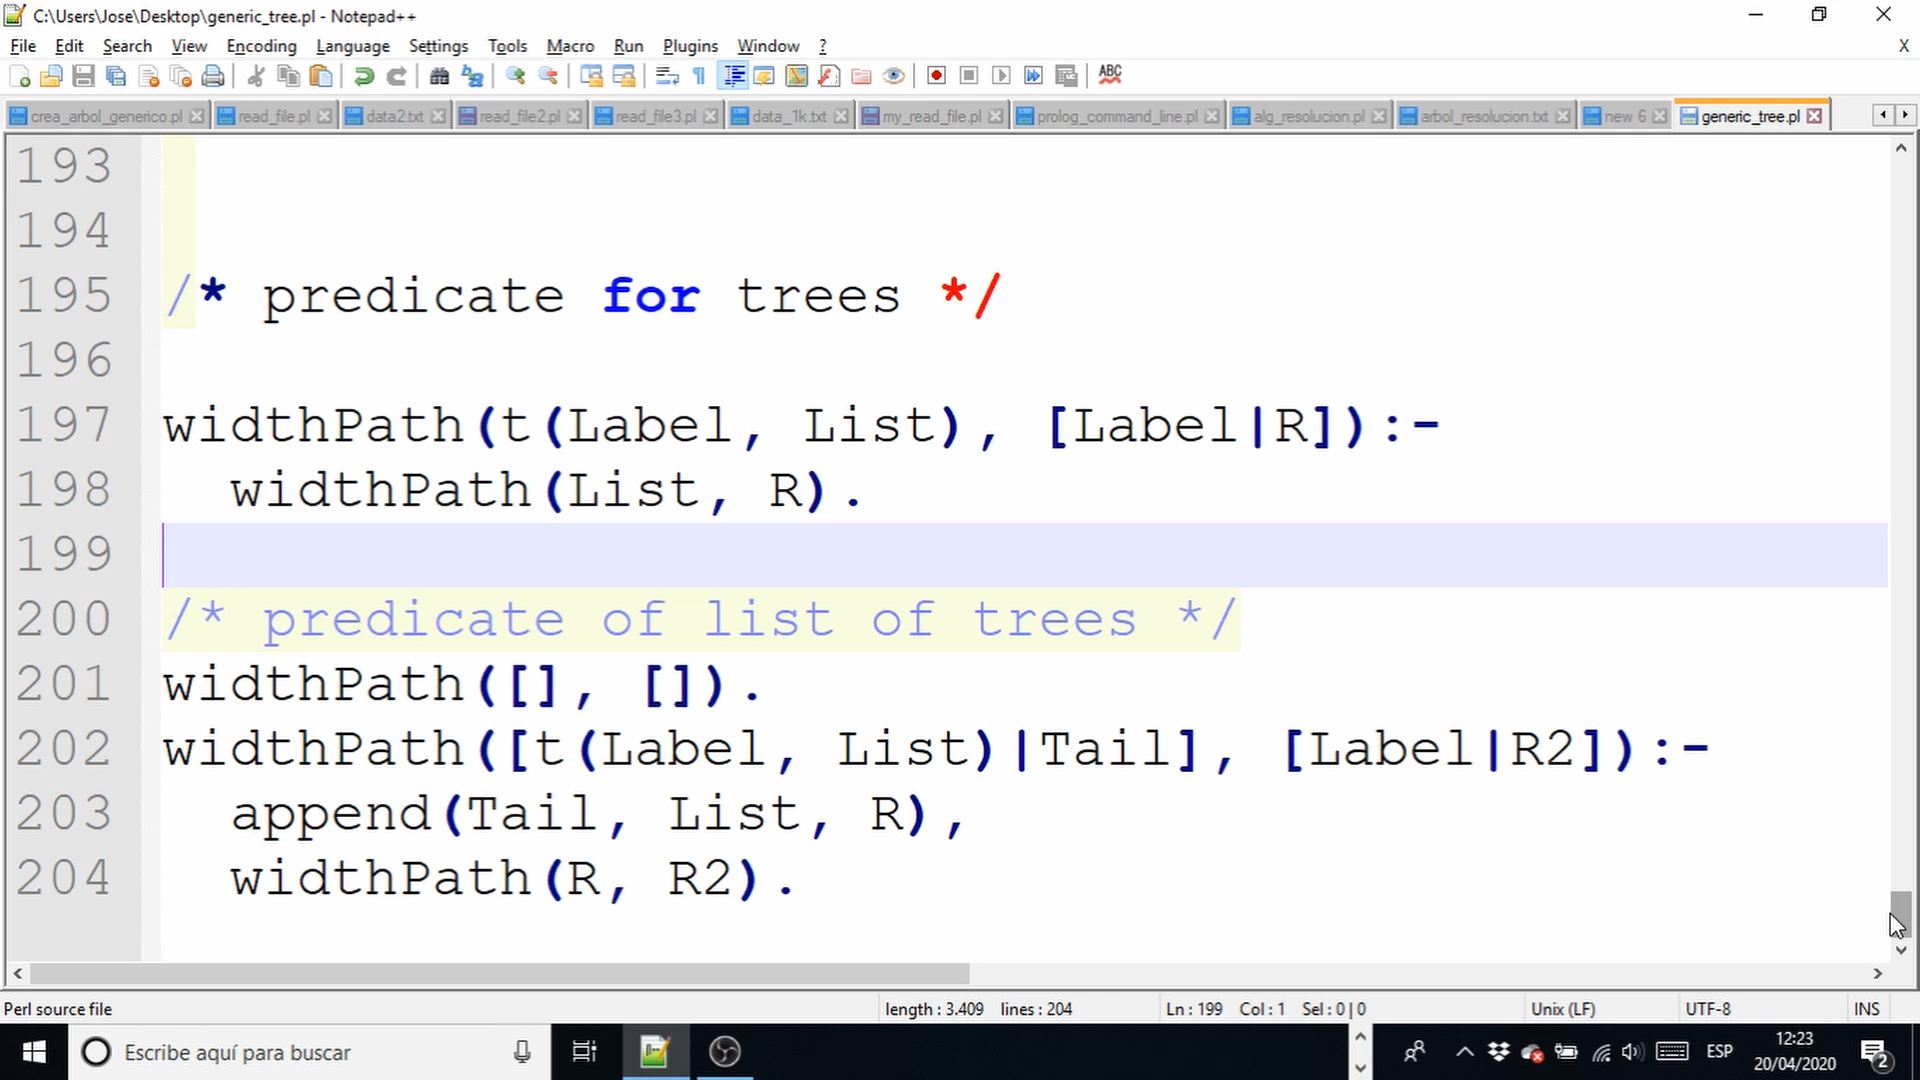 C:\Users\Jose\Desktop\generic_tree.pl - Notepad++
File Edit Search View Encoding Language Settings Tools Macro Run Plugins Window ? X
ABC
crea_arbol_generico.pl read_file.pl data2.txt read_file2.pl read_file3.pl data_1k.txt my_read_file.pl prolog_command_line.pl alg_resolucion.pl arbol_resolucion.txt new 6 generic_tree.pl
193
194
195 /* predicate for trees */
196
197 widthPath(t(Label, List), [Label|R]):-
198 widthPath(List, R).
199
200 /* predicate of list of trees */
201 widthPath([], []).
202 widthPath([t(Label, List)|Tail], [Label|R2]):-
203 append(Tail, List, R),
204 widthPath(R, R2).
Perl source file length : 3.409 lines : 204 Ln : 199 Col : 1 Sel : 0 | 0 Unix (LF) UTF-8 INS
Escribe aquí para buscar ESP 12:23
20/04/2020 2